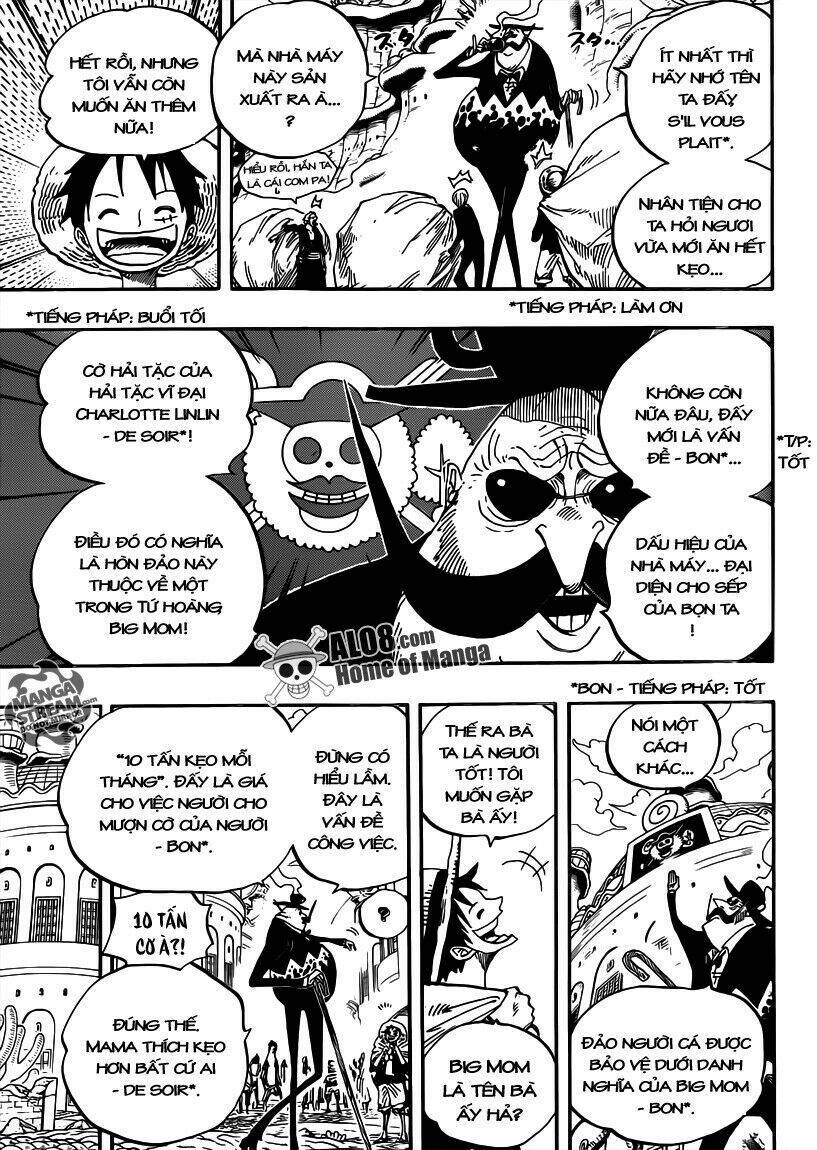 ÍT NHẤT THÌ
HÃY NHỚ TÊN
TA ĐẤY,
S'IL VOUS
PLAIT*.
NHÂN TIỆN CHO
TA HỎI NGƯƠI
VỪA MỚI ĂN HẾT
KẸO...
MÀ NHÀ MÁY
NÀY SẢN
XUẤT RA À...
?
HIỂU RỒI, HẮN TA
LÀ CÁI COM PA!
HẾT RỒI, NHƯNG
TÔI VẪN CÒN
MUỐN ĂN THÊM
NỮA!
*TIẾNG PHÁP: LÀM ƠN
*TIẾNG PHÁP: BUỔI TỐI
KHÔNG CÒN
NỮA ĐÂU, ĐẤY
MỚI LÀ VẤN
ĐỀ - BON*...
*T/P:
TỐT
DẤU HIỆU CỦA
NHÀ MÁY... ĐẠI
DIỆN CHO SẾP
CỦA BỌN TA
!
CỜ HẢI TẶC CỦA
HẢI TẶC VĨ ĐẠI
CHARLOTTE LINLIN
- DE SOIR*!
ĐIỀU ĐÓ CÓ NGHĨA
LÀ HÒN ĐẢO NÀY
THUỘC VỀ MỘT
TRONG TỨ HOÀNG,
BIG MOM!
AL08.com
Home of Manga
MANGA
STREAM.COM
*BON - TIẾNG PHÁP: TỐT
NÓI MỘT
CÁCH
KHÁC...
ĐẢO NGƯỜI CÁ ĐƯỢC
BẢO VỆ DƯỚI DANH
NGHĨA CỦA BIG MOM
- BON*.
THẾ RA BÀ
TA LÀ NGƯỜI
TỐT! TÔI
MUỐN GẶP
BÀ ẤY!
BIG MOM
LÀ TÊN BÀ
ẤY HẢ?
ĐỪNG CÓ
HIỂU LẦM.
ĐÂY LÀ
VẤN ĐỀ
CÔNG VIỆC.
"10 TẤN KẸO MỖI
THÁNG". ĐẤY LÀ GIÁ
CHO VIỆC NGƯỜI CHO
MƯỢN CỜ CỦA NGƯỜI
- BON*.
?
10 TẤN
CƠ À?!
ĐÚNG THẾ.
MAMA THÍCH KẸO
HƠN BẤT CỨ AI
- DE SOIR*.